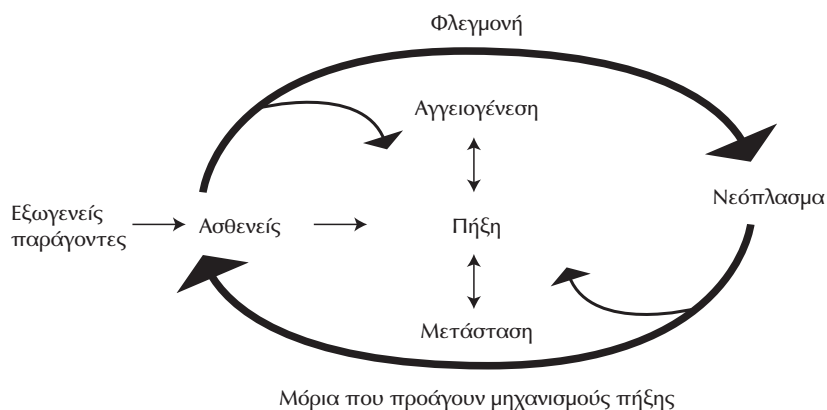 Φλεγμονή
Αγγειογένεση
Νεόπλασμα
Εξωγενείς
παράγοντες
Ασθενείς
Πήξη
Μετάσταση
Μόρια που προάγουν μηχανισμούς πήξης